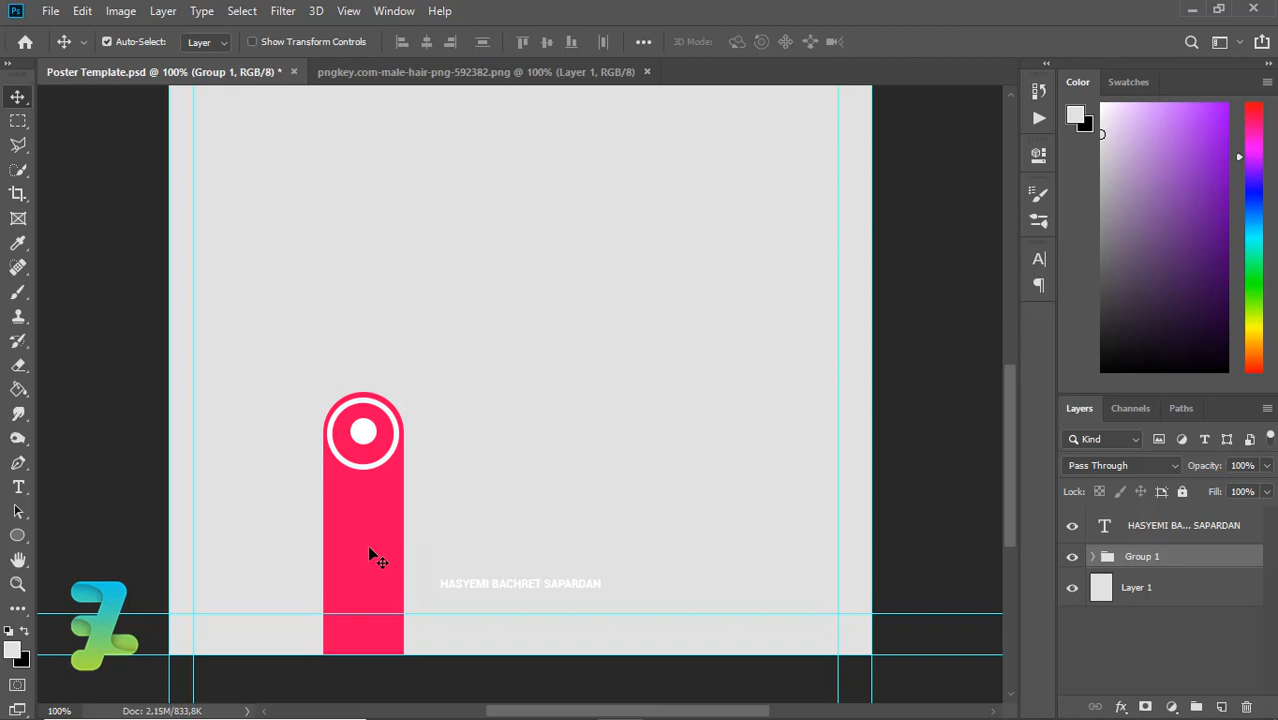 Ps File Edit Image Layer Type Select Filter 3D View Window Help
Auto-Select: Layer Show Transform Controls 3D Mode:
Poster Template.psd @ 100% (Group 1, RGB/8) * pngkey.com-male-hair-png-592382.png @ 100% (Layer 1, RGB/8)
Color Swatches
Layers Channels Paths
Kind
Pass Through Opacity: 100%
Lock: Fill: 100%
HASYEMI BA... SAPARDAN
Group 1
Layer 1
HASYEMI BACHRET SAPARDAN
100% Doc: 2,15M/833,8K